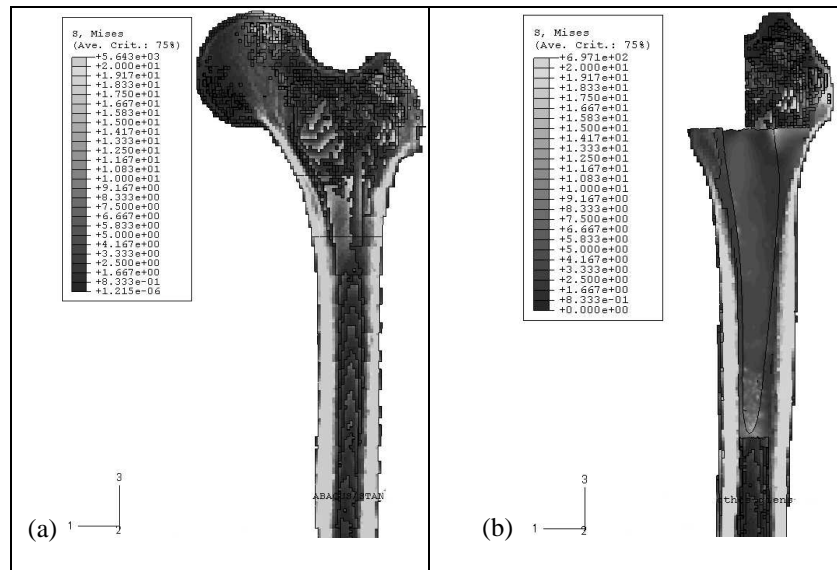 S, Mises
(Ave. Crit.: 75%)
+5.643e+03
+2.000e+01
+1.917e+01
+1.833e+01
+1.750e+01
+1.667e+01
+1.583e+01
+1.500e+01
+1.417e+01
+1.333e+01
+1.250e+01
+1.167e+01
+1.083e+01
+1.000e+01
+9.167e+00
+8.333e+00
+7.500e+00
+6.667e+00
+5.833e+00
+5.000e+00
+4.167e+00
+3.333e+00
+2.500e+00
+1.667e+00
+8.333e-01
+1.215e-06
3
1
2
(a)
S, Mises
(Ave. Crit.: 75%)
+6.971e+02
+2.000e+01
+1.917e+01
+1.833e+01
+1.750e+01
+1.667e+01
+1.583e+01
+1.500e+01
+1.417e+01
+1.333e+01
+1.250e+01
+1.167e+01
+1.083e+01
+1.000e+01
+9.167e+00
+8.333e+00
+7.500e+00
+6.667e+00
+5.833e+00
+5.000e+00
+4.167e+00
+3.333e+00
+2.500e+00
+1.667e+00
+8.333e-01
+0.000e+00
3
1
2
(b)